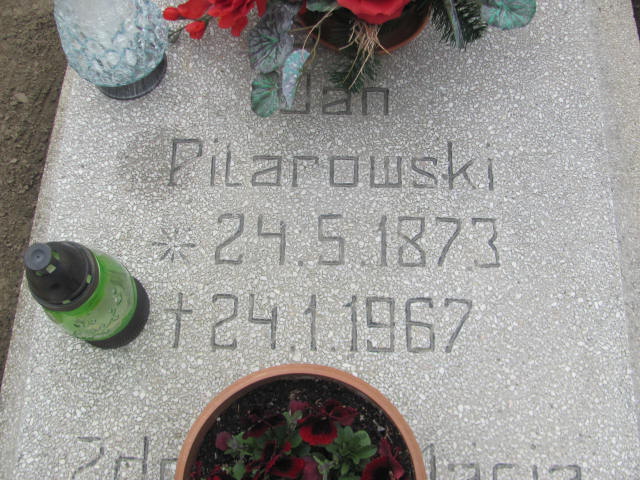 Jan
Pilarowski
* 24.5.1873
† 24.1.1967